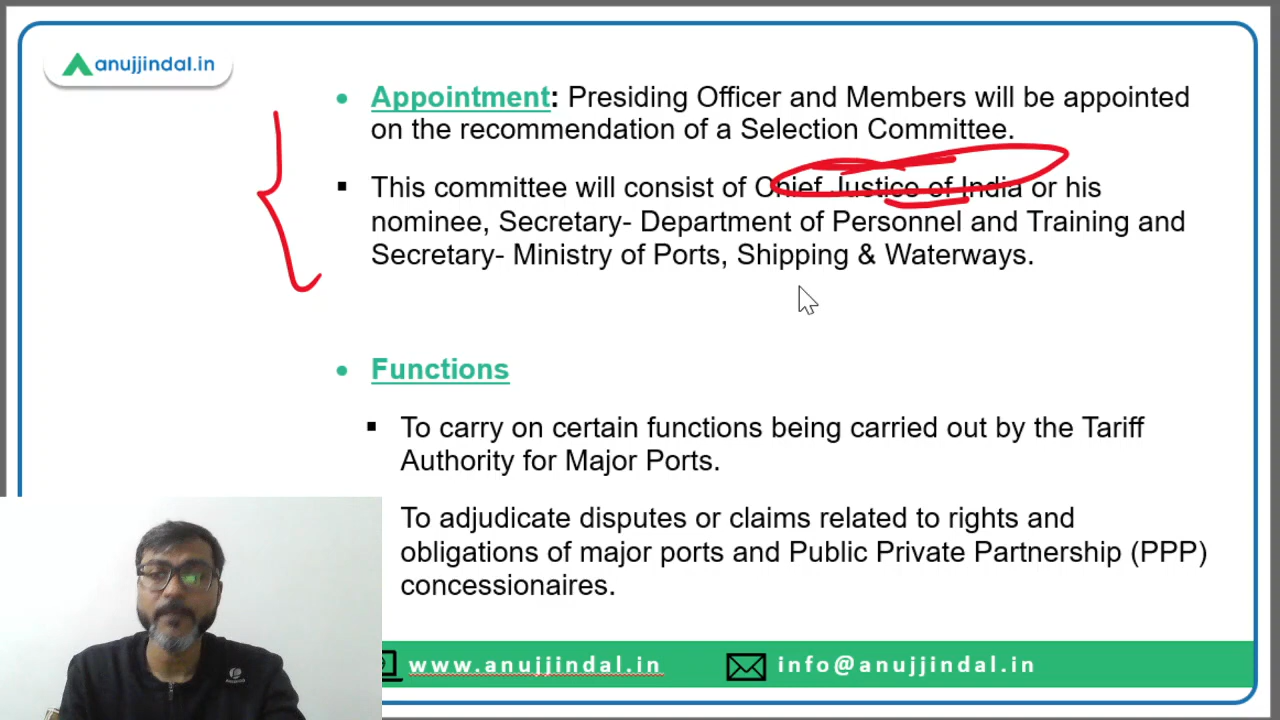 anujjindal.in
Appointment: Presiding Officer and Members will be appointed
on the recommendation of a Selection Committee.
This committee will consist of Chief Justice of India or his
nominee, Secretary- Department of Personnel and Training and
Secretary- Ministry of Ports, Shipping & Waterways.
Functions
To carry on certain functions being carried out by the Tariff
Authority for Major Ports.
To adjudicate disputes or claims related to rights and
obligations of major ports and Public Private Partnership (PPP)
concessionaires.
www.anujjindal.in
info@anujjindal.in